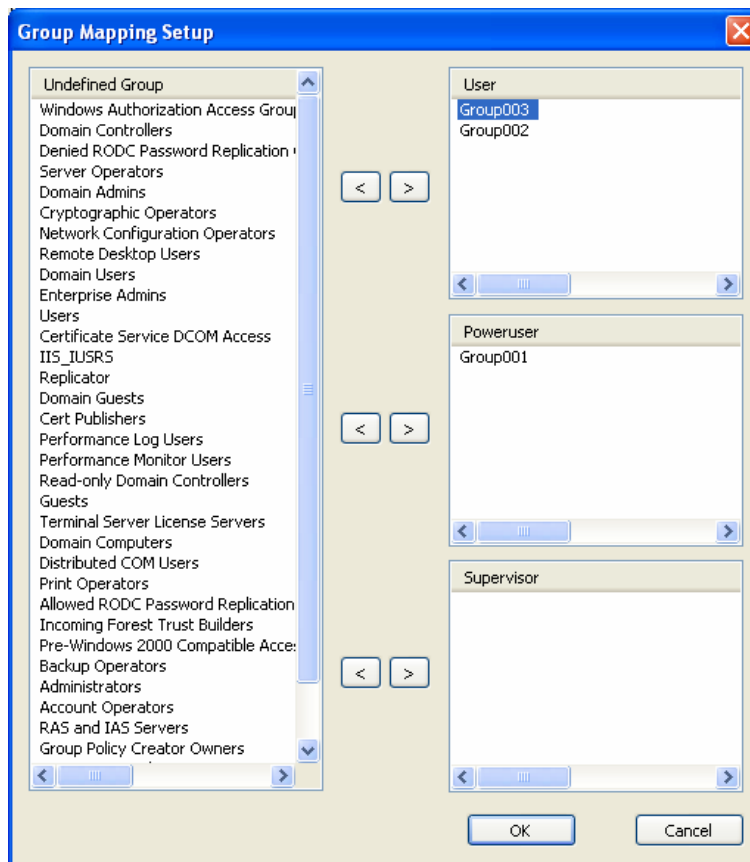 Group Mapping Setup
Undefined Group
Windows Authorization Access Grou
Domain Controllers
Denied RODC Password Replication
Server Operators
Domain Admins
Cryptographic Operators
Network Configuration Operators
Remote Desktop Users
Domain Users
Enterprise Admins
Users
Certificate Service DCOM Access
IIS_IUSRS
Replicator
Domain Guests
Cert Publishers
Performance Log Users
Performance Monitor Users
Read-only Domain Controllers
Guests
Terminal Server License Servers
Domain Computers
Distributed COM Users
Print Operators
Allowed RODC Password Replication
Incoming Forest Trust Builders
Pre-Windows 2000 Compatible Acce
Backup Operators
Administrators
Account Operators
RAS and IAS Servers
Group Policy Creator Owners
< >
< >
< >
User
Group003
Group002
Poweruser
Group001
Supervisor
OK
Cancel